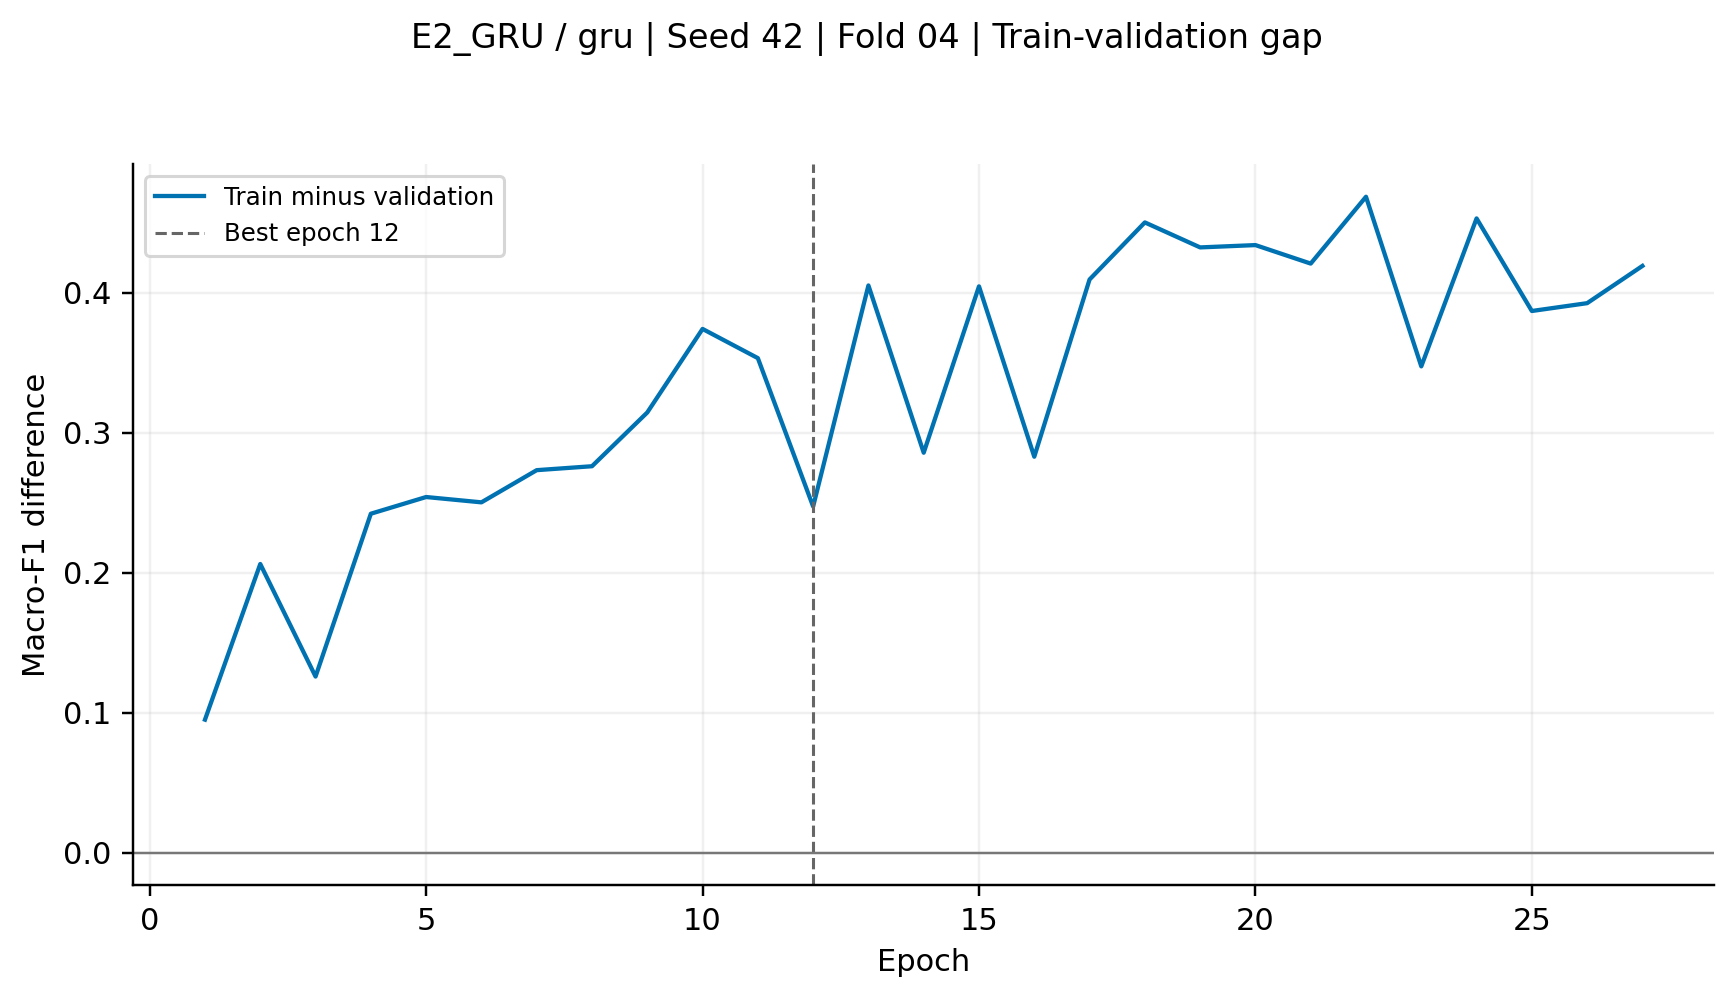 E2_GRU / gru | Seed 42 | Fold 04 | Train-validation gap
Train minus validation
Best epoch 12
Macro-F1 difference
0.4
0.3
0.2
0.1
0.0
0 5 10 15 20 25
Epoch